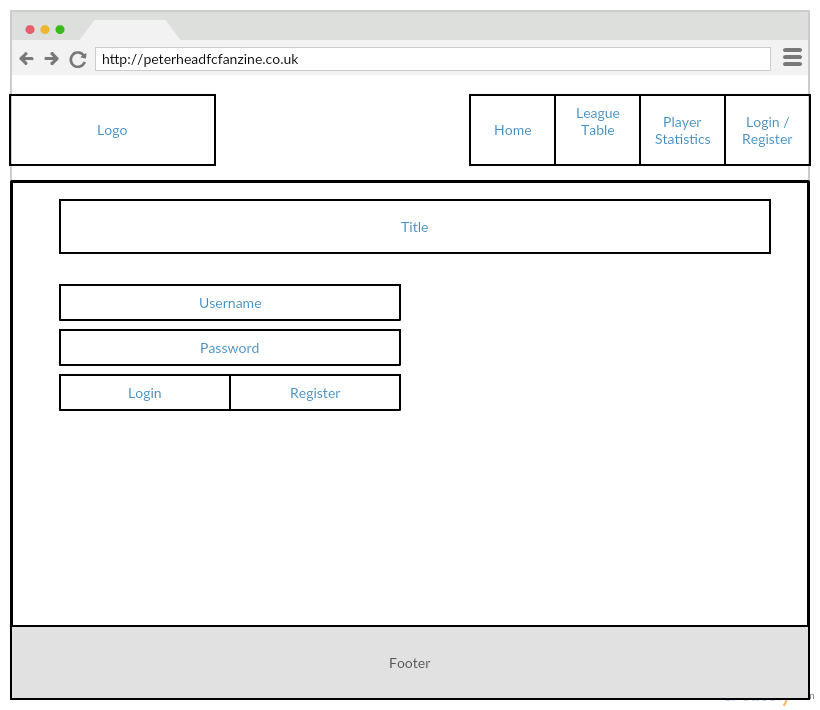 http://peterheadfcfanzine.co.uk
Logo
Home
League
Table
Player
Statistics
Login /
Register
Title
Username
Password
Login
Register
Footer